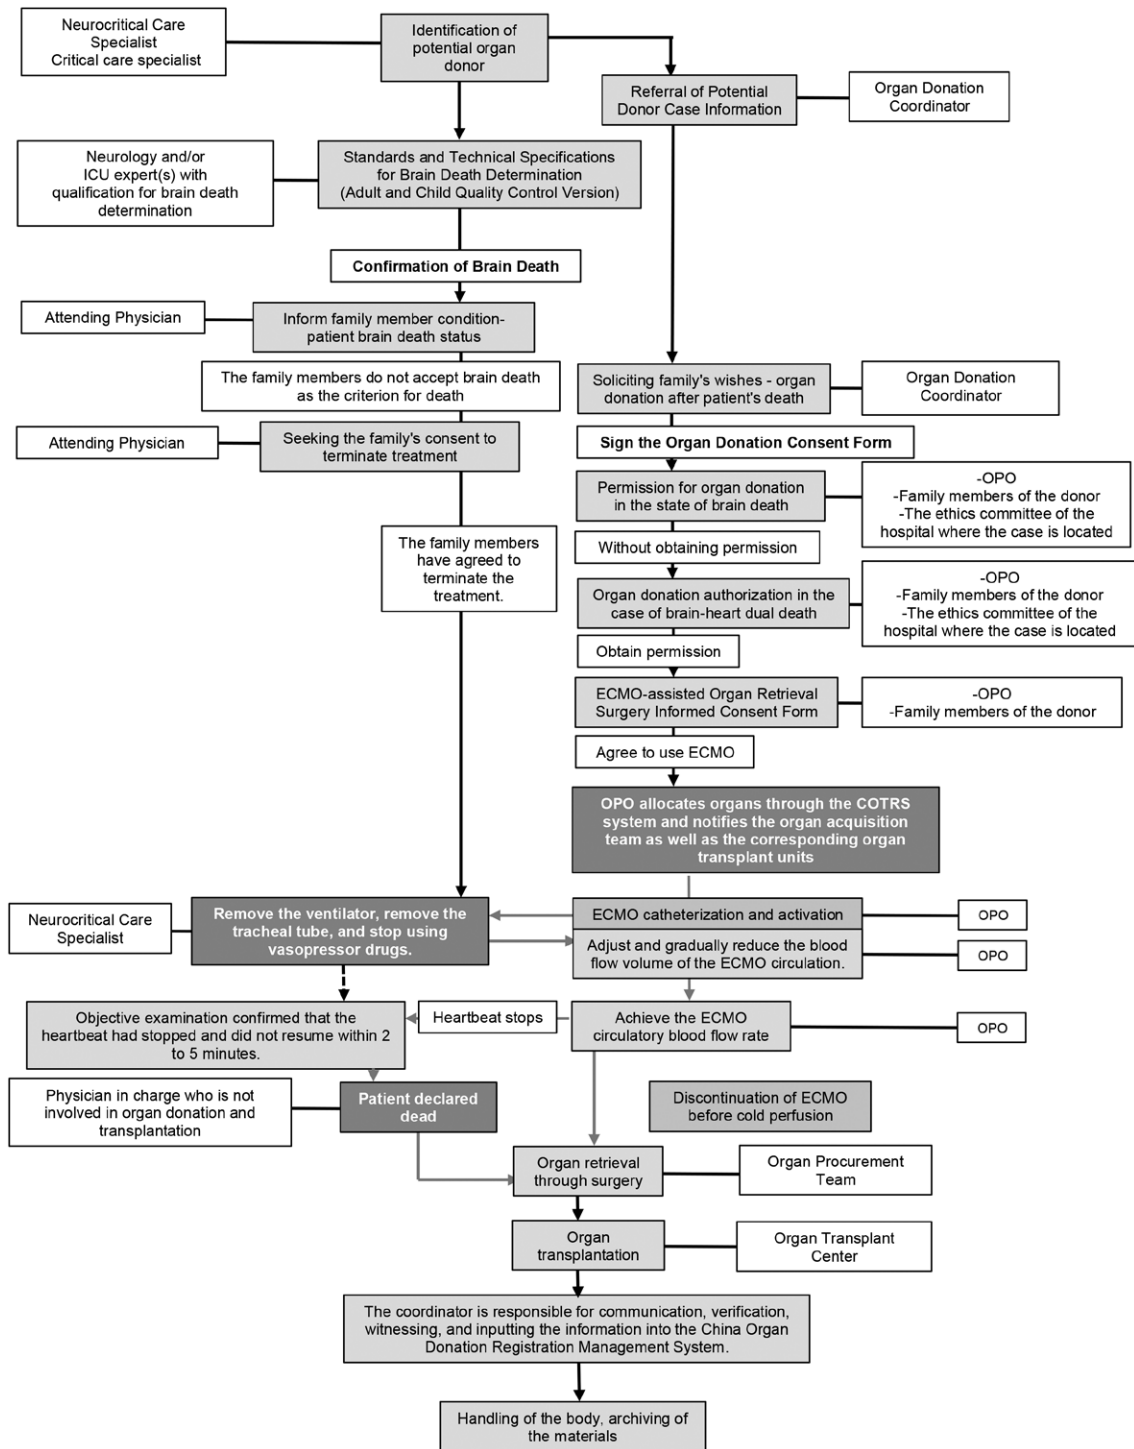 Neurocritical Care
Specialist
Critical care specialist
Identification of
potential organ
donor
Referral of Potential
Donor Case Information
Organ Donation
Coordinator
Neurology and/or
ICU expert(s) with
qualification for brain death
determination
Standards and Technical Specifications
for Brain Death Determination
(Adult and Child Quality Control Version)
Confirmation of Brain Death
Attending Physician
Inform family member condition-
patient brain death status
The family members do not accept brain death
as the criterion for death
Soliciting family's wishes - organ
donation after patient's death
Organ Donation
Coordinator
Attending Physician
Seeking the family's consent to
terminate treatment
Sign the Organ Donation Consent Form
Permission for organ donation
in the state of brain death
-OPO
-Family members of the donor
-The ethics committee of the
hospital where the case is located
The family members
have agreed to
terminate the
treatment.
Without obtaining permission
Organ donation authorization in the
case of brain-heart dual death
-OPO
-Family members of the donor
-The ethics committee of the
hospital where the case is located
Obtain permission
ECMO-assisted Organ Retrieval
Surgery Informed Consent Form
-OPO
-Family members of the donor
Agree to use ECMO
OPO allocates organs through the COTRS
system and notifies the organ acquisition
team as well as the corresponding organ
transplant units
Neurocritical Care
Specialist
Remove the ventilator, remove the
tracheal tube, and stop using
vasopressor drugs.
ECMO catheterization and activation
OPO
Adjust and gradually reduce the blood
flow volume of the ECMO circulation.
OPO
Objective examination confirmed that the
heartbeat had stopped and did not resume within 2
to 5 minutes.
Heartbeat stops
Achieve the ECMO
circulatory blood flow rate
OPO
Physician in charge who is not
involved in organ donation and
transplantation
Patient declared
dead
Discontinuation of ECMO
before cold perfusion
Organ retrieval
through surgery
Organ Procurement
Team
Organ
transplantation
Organ Transplant
Center
The coordinator is responsible for communication, verification,
witnessing, and inputting the information into the China Organ
Donation Registration Management System.
Handling of the body, archiving of
the materials